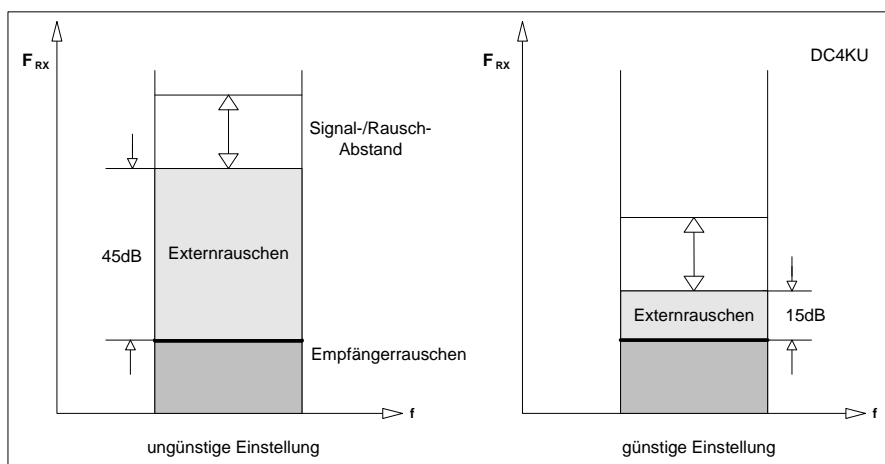 F RX
Signal-/Rausch-
Abstand
45dB
Externrauschen
Empfängerrauschen
f
ungünstige Einstellung
F RX
DC4KU
Externrauschen
15dB
f
günstige Einstellung